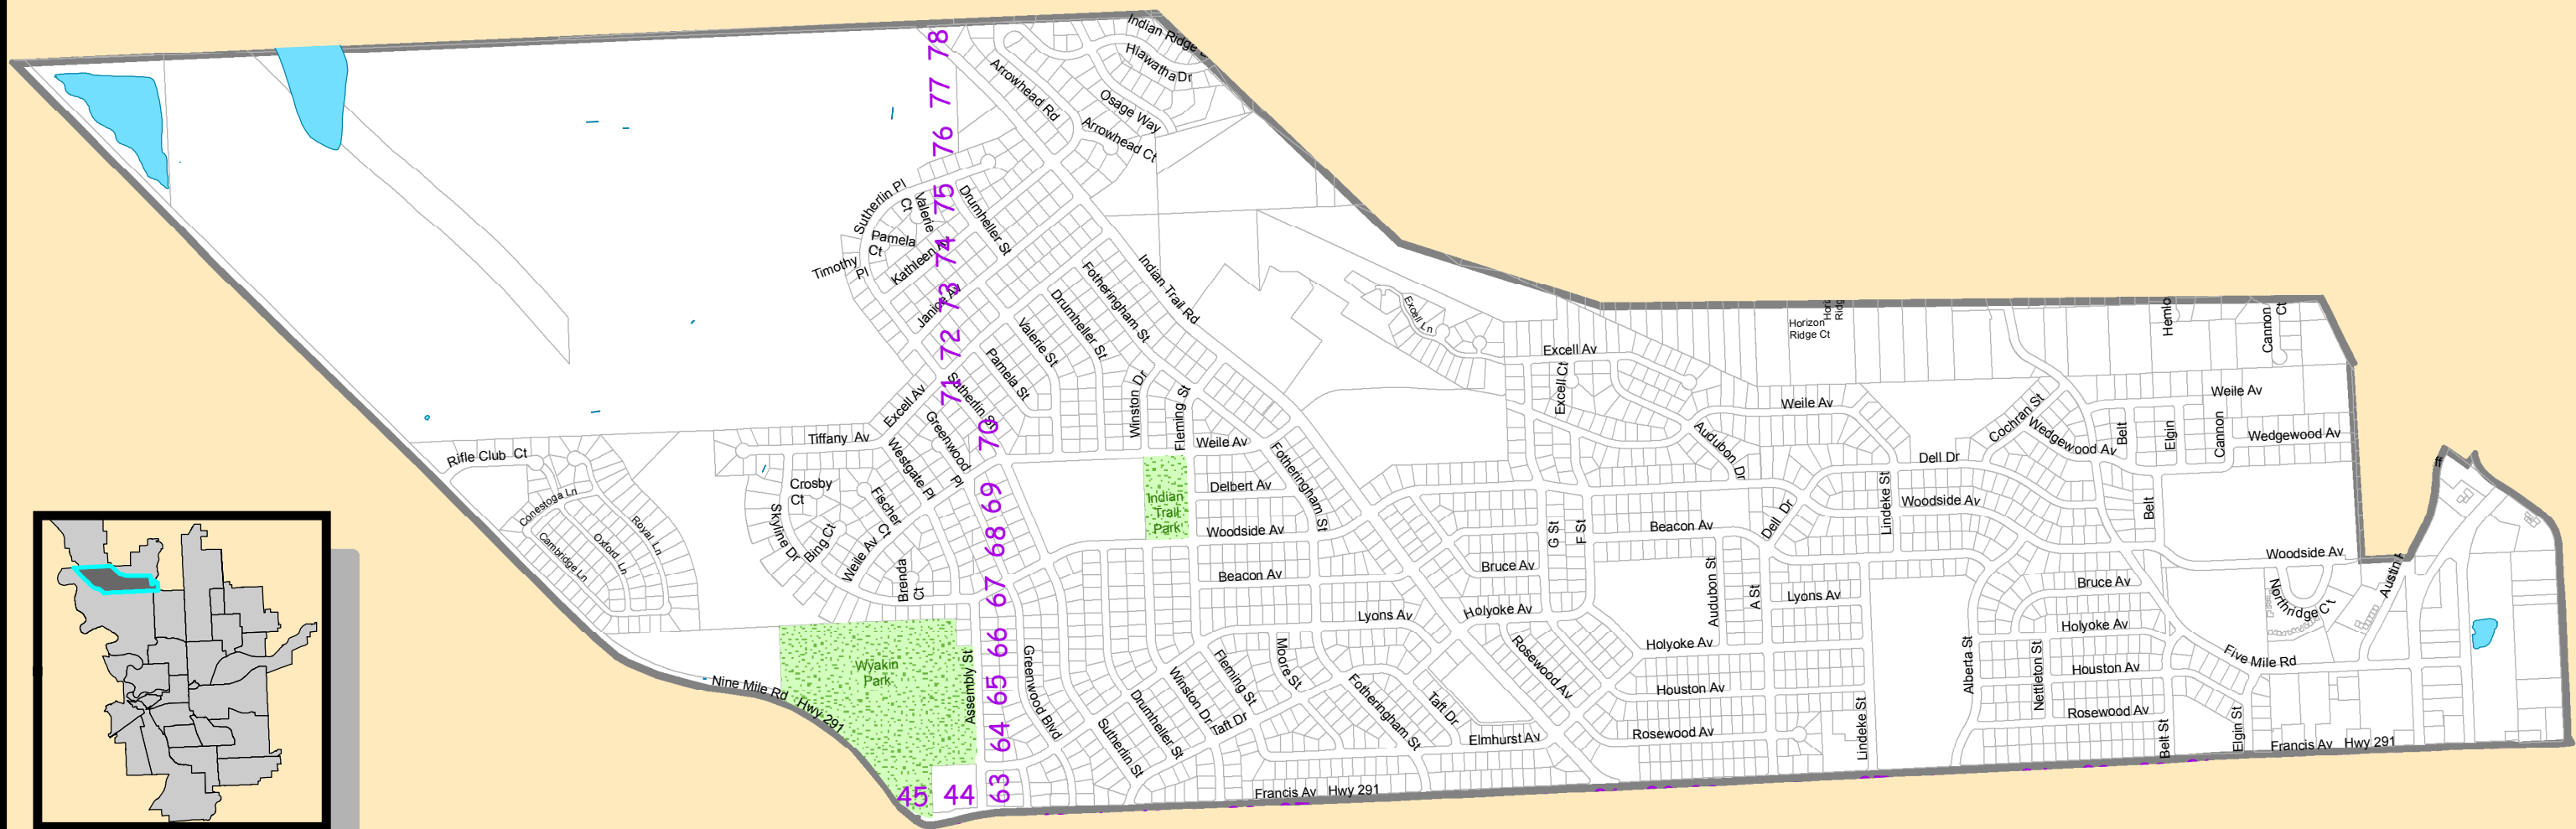 Indian Ridge
Hiawatha Dr
Arrowhead Rd
Osage Way
Arrowhead Ct
78
77
76
75
74
73
72
71
70
69
68
67
66
65
64
63
44
45
Sutherlin Pl
Valerie
Ct
Drumheller St
Pamela
Ct
Kathleen
Timothy
Pl
Janice Av
Indian Trail Rd
Fotheringham St
Drumheller St
Valerie St
Pamela St
Sutherlin St
Excell Av
Greenwood
Pl
Westgate Pl
Winston Dr
Fleming St
Weile Av
Tiffany Av
Rifle Club Ct
Conestoga Ln
Royal Ln
Oxford Ln
Cambridge Ln
Crosby
Ct
Fischer
Ct
Skyline Dr
Bing Ct
Weile Av
Brenda
Ct
Indian
Trail
Park
Delbert Av
Woodside Av
Fotheringham St
Beacon Av
Lyons Av
Wyakin
Park
Nine Mile Rd Hwy 291
Assembly St
Greenwood Blvd
Sutherlin St
Drumheller St
Winston Dr
Fleming St
Moore St
Taft Dr
Fotheringham St
Taft Dr
Elmhurst Av
Francis Av Hwy 291
Excell Ln
Excell Av
Excell Ct
Horizon
Ridge Ct
Weile Av
Audubon Dr
Dell Dr
Cochran St
Wedgewood Av
Hemlo
Cannon
Ct
Weile Av
Belt
Elgin
Cannon
Wedgewood Av
Dell Dr
Woodside Av
Lindeke St
Belt
G St
F St
Beacon Av
Bruce Av
Holyoke Av
Rosewood Av
Audubon St
A St
Lyons Av
Holyoke Av
Houston Av
Rosewood Av
Lindeke St
Alberta St
Nettleton St
Bruce Av
Holyoke Av
Houston Av
Rosewood Av
Belt St
Elgin St
Five Mile Rd
Woodside Av
Northridge Ct
Austin
Francis Av Hwy 291